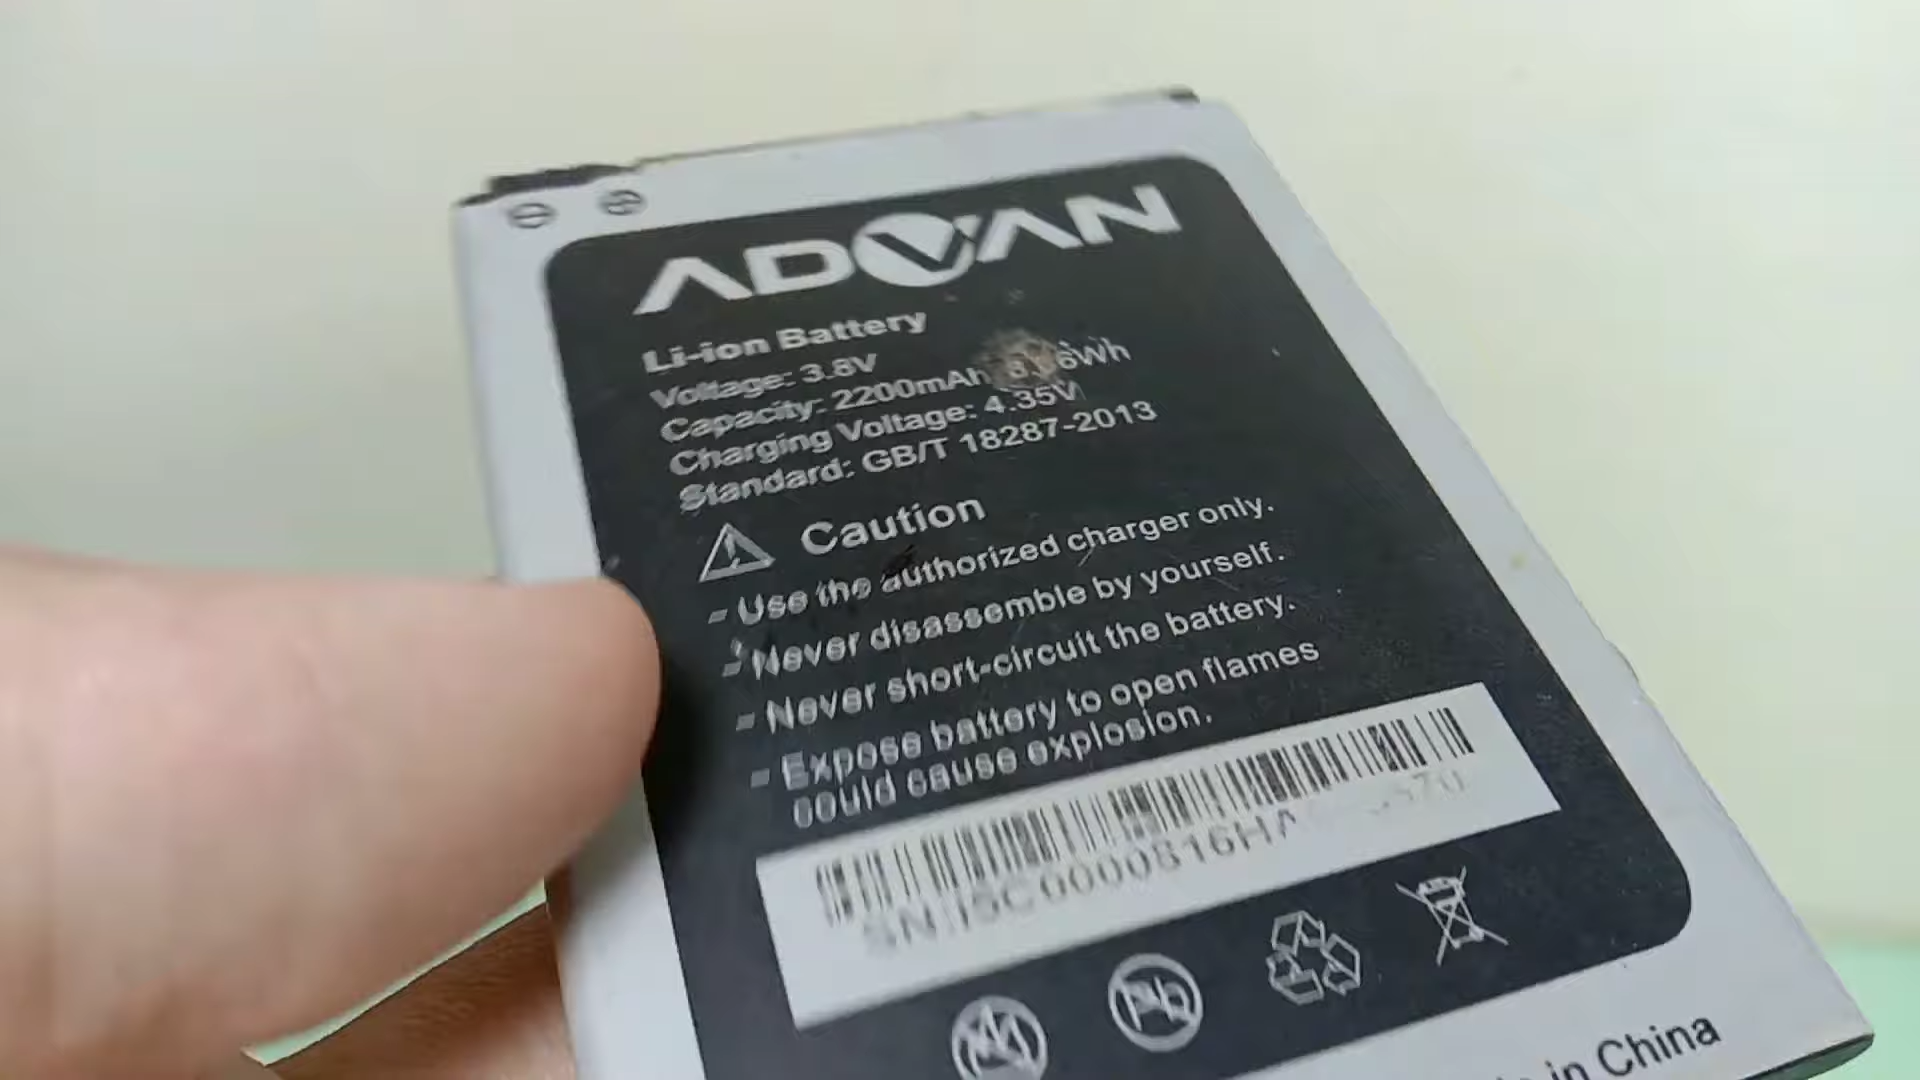 ADVAN
Li-ion Battery
Voltage: 3.8V
Capacity: 2200mAh
Charging Voltage: 4.35V
Standard: GB/T 18287-2013
Caution
- Use the authorized charger only.
- Never disassemble by yourself.
- Never short-circuit the battery.
- Expose battery to open flames
could cause explosion.
Pb
in China